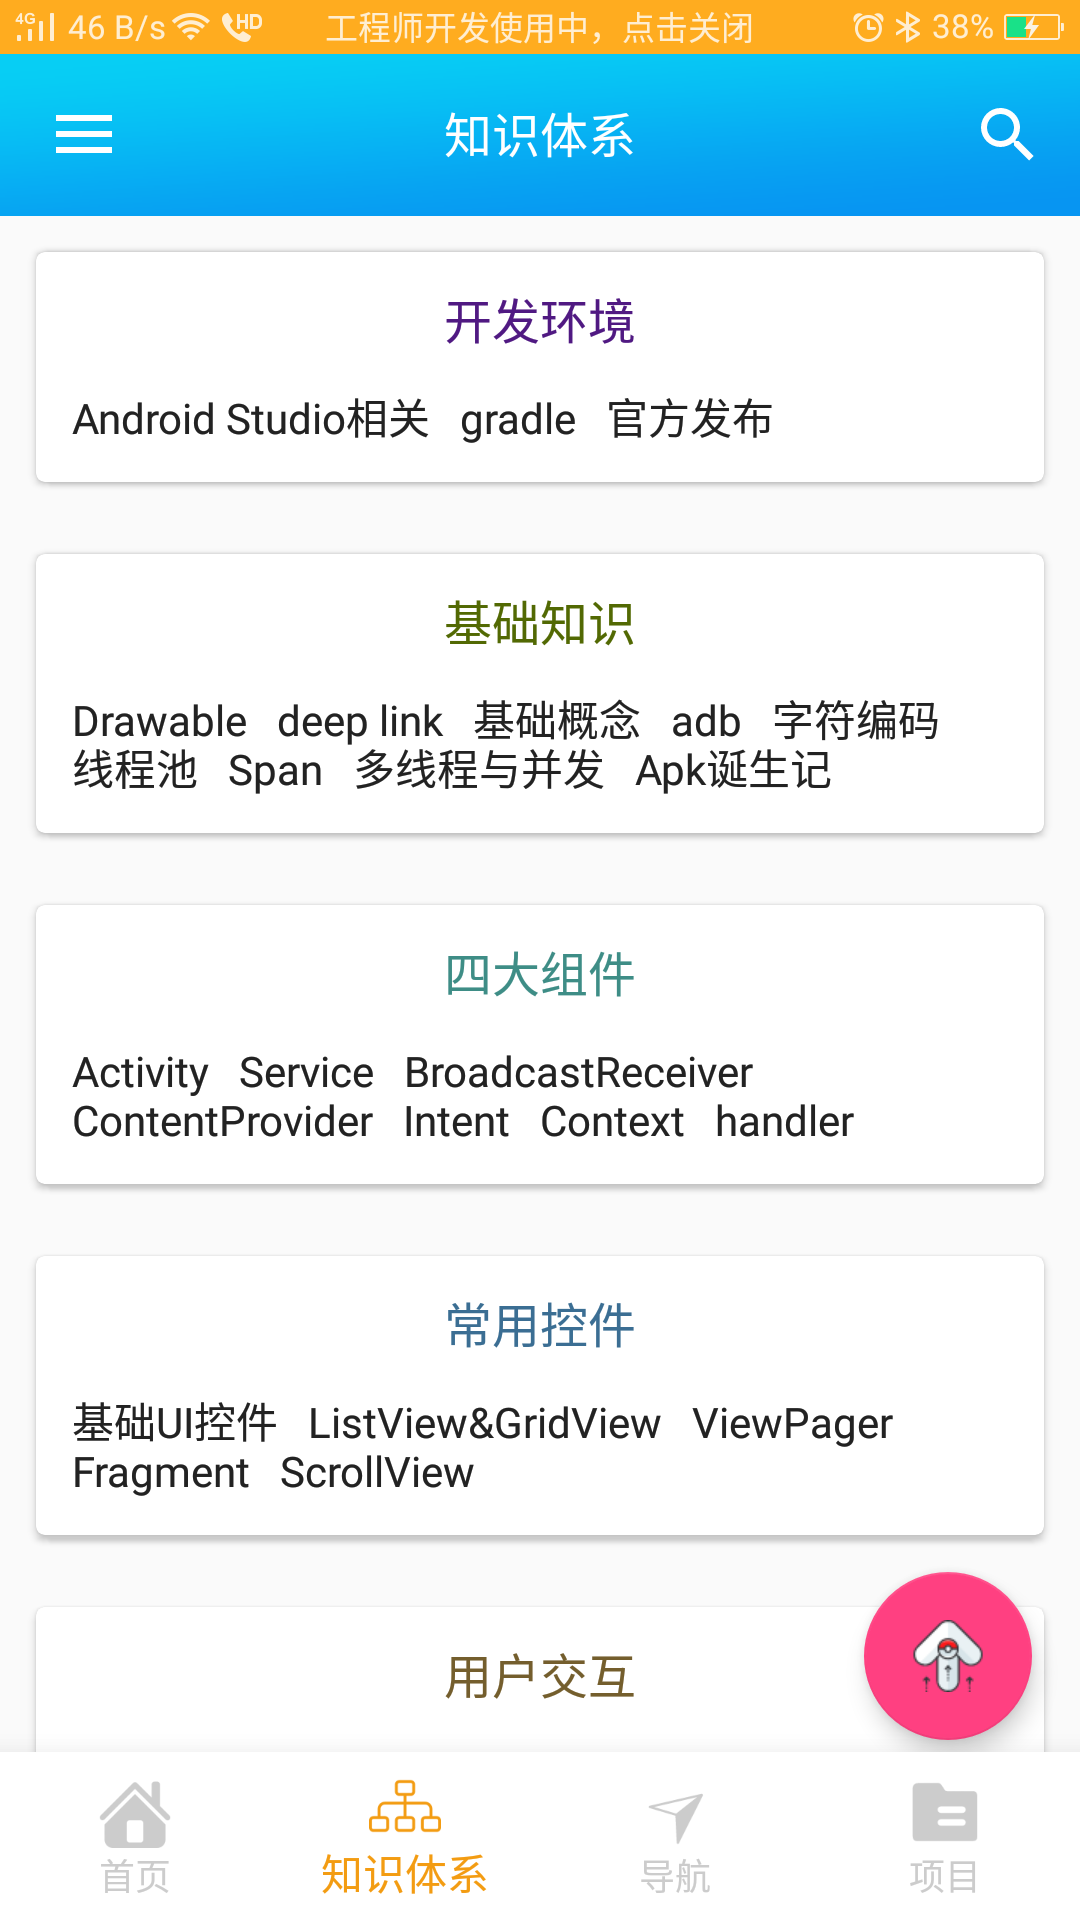 4G 46 B/s HD 工程师开发使用中，点击关闭 38%
知识体系
开发环境
Android Studio相关 gradle 官方发布
基础知识
Drawable deep link 基础概念 adb 字符编码
线程池 Span 多线程与并发 Apk诞生记
四大组件
Activity Service BroadcastReceiver
ContentProvider Intent Context handler
常用控件
基础UI控件 ListView&GridView ViewPager
Fragment ScrollView
用户交互
首页 知识体系 导航 项目